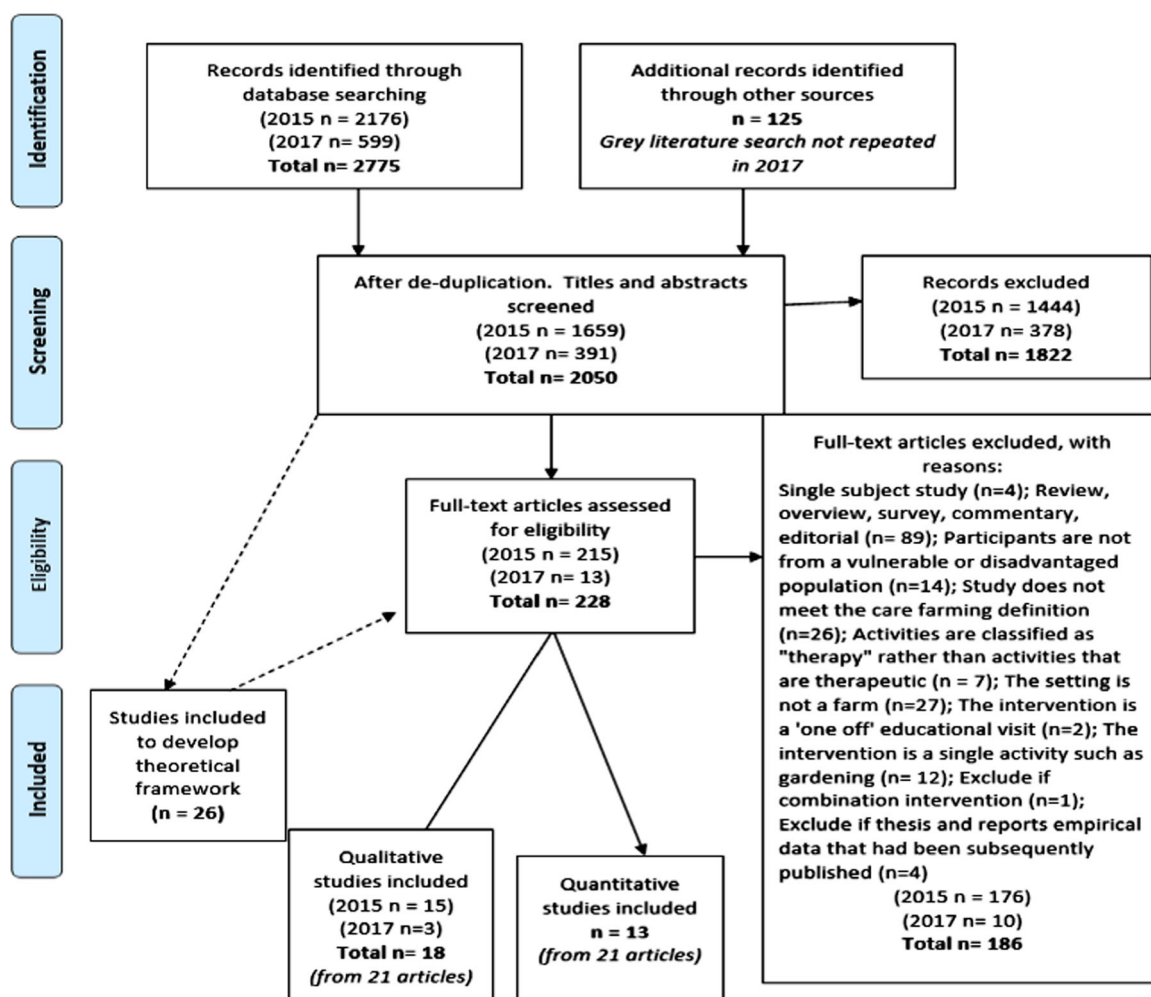 Identification
Records identified through
database searching
(2015 n = 2176)
(2017 n= 599)
Total n= 2775
Additional records identified
through other sources
n = 125
Grey literature search not repeated
in 2017
Screening
After de-duplication. Titles and abstracts
screened
(2015 n = 1659)
(2017 n= 391)
Total n= 2050
Records excluded
(2015 n = 1444)
(2017 n= 378)
Total n= 1822
Eligibility
Full-text articles assessed
for eligibility
(2015 n = 215)
(2017 n = 13)
Total n= 228
Full-text articles excluded, with
reasons:
Single subject study (n=4); Review,
overview, survey, commentary,
editorial (n= 89); Participants are not
from a vulnerable or disadvantaged
population (n=14); Study does not
meet the care farming definition
(n=26); Activities are classified as
"therapy" rather than activities that
are therapeutic (n = 7); The setting is
not a farm (n=27); The intervention is
a 'one off' educational visit (n=2); The
intervention is a single activity such as
gardening (n= 12); Exclude if
combination intervention (n=1);
Exclude if thesis and reports empirical
data that had been subsequently
published (n=4)
(2015 n = 176)
(2017 n = 10)
Total n= 186
Included
Studies included
to develop
theoretical
framework
(n = 26)
Qualitative
studies included
(2015 n = 15)
(2017 n=3)
Total n= 18
(from 21 articles)
Quantitative
studies included
n = 13
(from 21 articles)